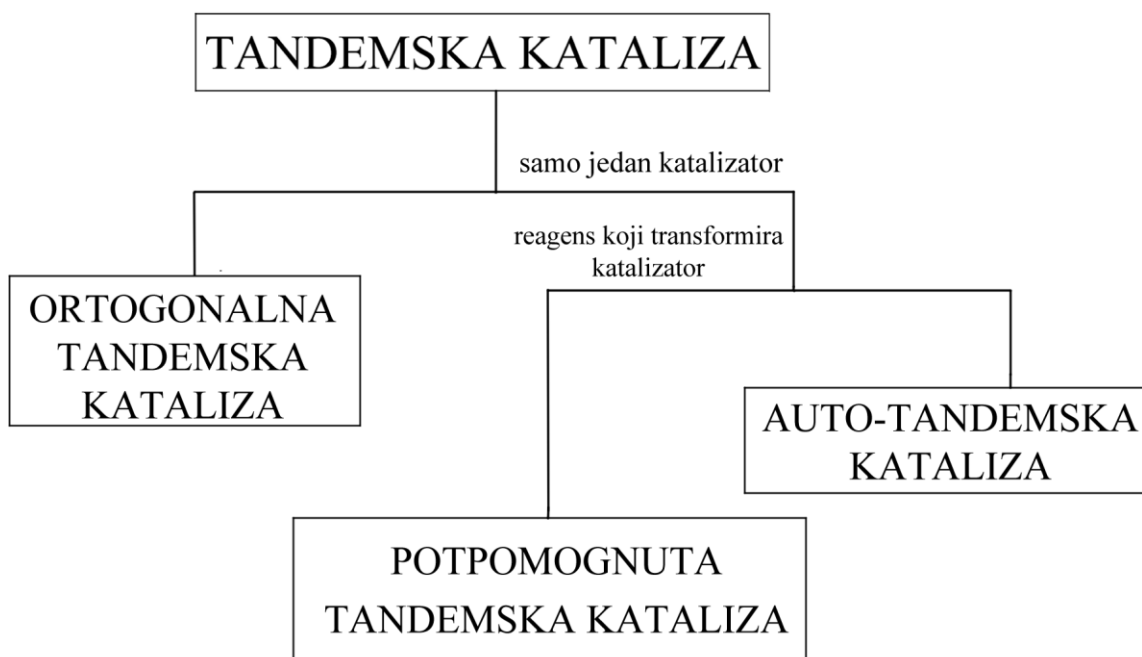 TANDEMSKA KATALIZA
samo jedan katalizator
reagens koji transformira
katalizator
ORTOGONALNA
TANDEMSKA
KATALIZA
AUTO-TANDEMSKA
KATALIZA
POTPOMOGNUTA
TANDEMSKA KATALIZA